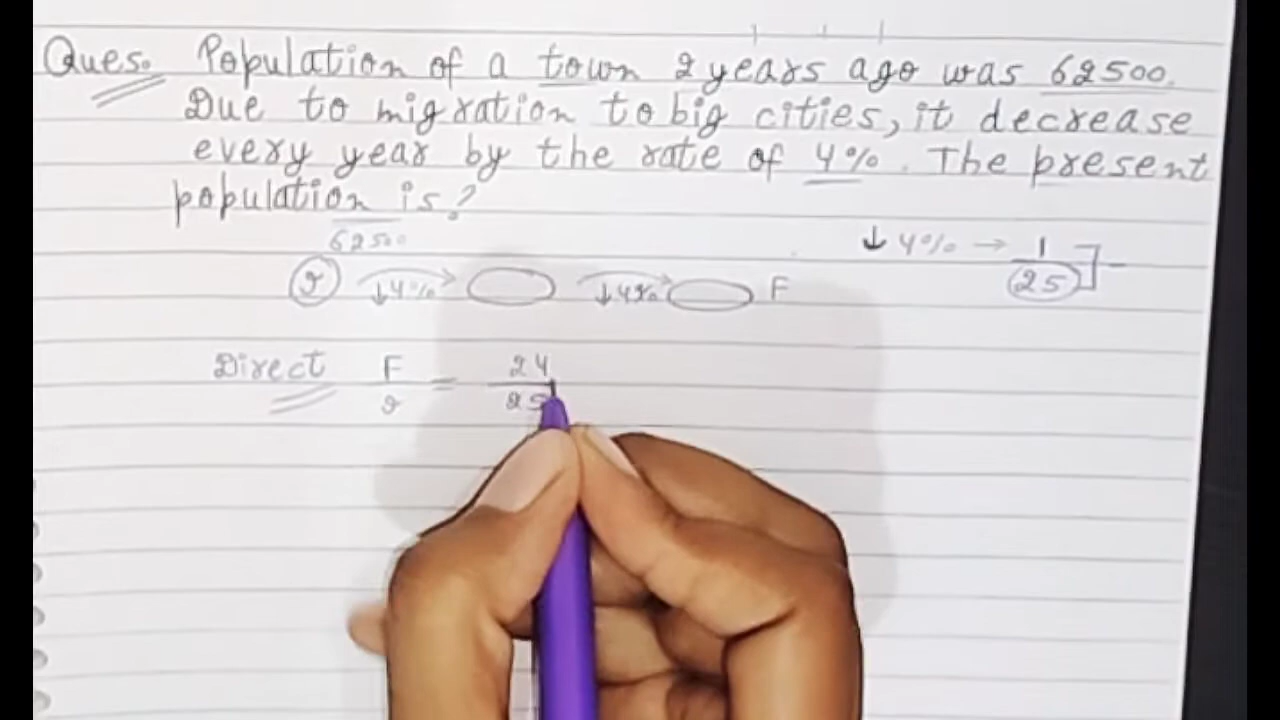 Ques. Population of a town 2 years ago was 62500.
Due to migration to big cities, it decrease
every year by the rate of 4%. The present
population is?
62500
↓ 4% → 1/25
I ↓4% ↓4% F
Direct F/I = 24/25